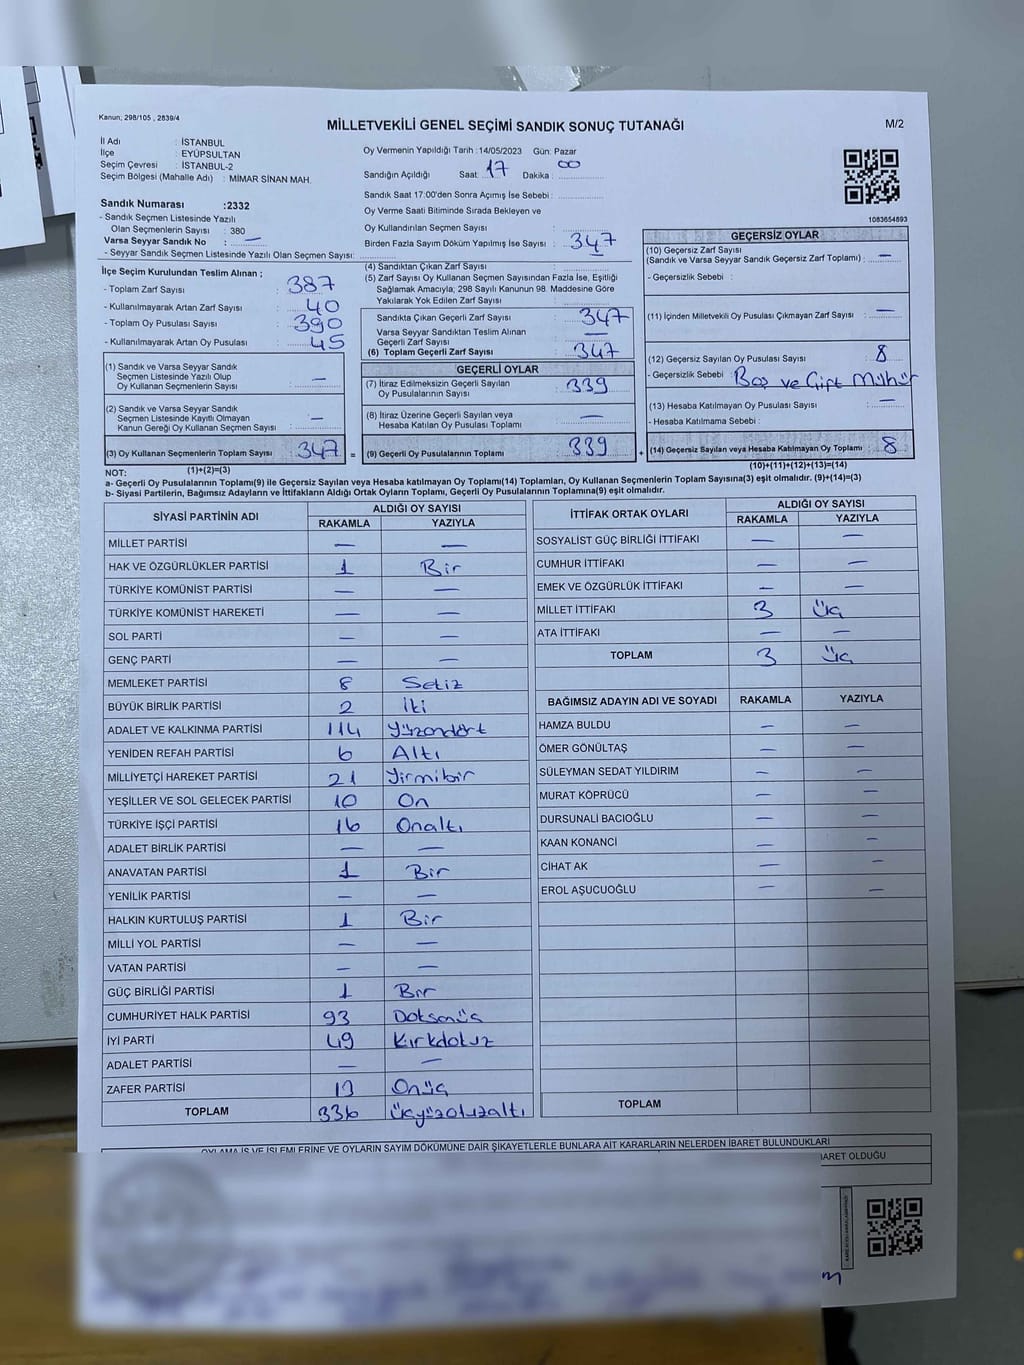 Kanun; 298/105 , 2839/4
MİLLETVEKİLİ GENEL SEÇİMİ SANDIK SONUÇ TUTANAĞI
M/2
İl Adı : İSTANBUL
İlçe : EYÜPSULTAN
Seçim Çevresi : İSTANBUL-2
Seçim Bölgesi (Mahalle Adı) : MİMAR SİNAN MAH.
Sandık Numarası :2332
- Sandık Seçmen Listesinde Yazılı
Olan Seçmenlerin Sayısı : 380
Varsa Seyyar Sandık No : —
- Seyyar Sandık Seçmen Listesinde Yazılı Olan Seçmen Sayısı:
İlçe Seçim Kurulundan Teslim Alınan ;
- Toplam Zarf Sayısı : 387
- Kullanılmayarak Artan Zarf Sayısı : 40
- Toplam Oy Pusulası Sayısı : 390
- Kullanılmayarak Artan Oy Pusulası : 45
(1) Sandık ve Varsa Seyyar Sandık
Seçmen Listesinde Yazılı Olup
Oy Kullanan Seçmenlerin Sayısı : —
(2) Sandık ve Varsa Seyyar Sandık
Seçmen Listesinde Kayıtlı Olmayan
Kanun Gereği Oy Kullanan Seçmen Sayısı : —
(3) Oy Kullanan Seçmenlerin Toplam Sayısı 347 =
(1)+(2)=(3)
Oy Vermenin Yapıldığı Tarih :14/05/2023 Gün: Pazar
Sandığın Açıldığı Saat 17 Dakika : 00
Sandık Saat 17:00'den Sonra Açımış İse Sebebi :
Oy Verme Saati Bitiminde Sırada Bekleyen ve
Oy Kullandırılan Seçmen Sayısı :
Birden Fazla Sayım Döküm Yapılmış İse Sayısı : 347
(4) Sandıktan Çıkan Zarf Sayısı :
(5) Zarf Sayısı Oy Kullanan Seçmen Sayısından Fazla İse, Eşitliği
Sağlamak Amacıyla; 298 Sayılı Kanunun 98. Maddesine Göre
Yakılarak Yok Edilen Zarf Sayısı :
Sandıkta Çıkan Geçerli Zarf Sayısı : 347
Varsa Seyyar Sandıktan Teslim Alınan
Geçerli Zarf Sayısı : —
(6) Toplam Geçerli Zarf Sayısı : 347
GEÇERLİ OYLAR
(7) İtiraz Edilmeksizin Geçerli Sayılan
Oy Pusulalarının Sayısı : 339
(8) İtiraz Üzerine Geçerli Sayılan veya
Hesaba Katılan Oy Pusulası Toplamı : —
(9) Geçerli Oy Pusulalarının Toplamı : 339 +
1083654893
GEÇERSİZ OYLAR
(10) Geçersiz Zarf Sayısı
(Sandık ve Varsa Seyyar Sandık Geçersiz Zarf Toplamı) : —
- Geçersizlik Sebebi :
(11) İçinden Milletvekili Oy Pusulası Çıkmayan Zarf Sayısı : —
(12) Geçersiz Sayılan Oy Pusulası Sayısı : 8
- Geçersizlik Sebebi : Boş ve Çift Mühür
(13) Hesaba Katılmayan Oy Pusulası Sayısı : —
- Hesaba Katılmama Sebebi :
(14) Geçersiz Sayılan veya Hesaba Katılmayan Oy Toplamı : 8
(10)+(11)+(12)+(13)=(14)
NOT:
a- Geçerli Oy Pusulalarının Toplamı(9) ile Geçersiz Sayılan veya Hesaba katılmayan Oy Toplamı(14) Toplamları, Oy Kullanan Seçmenlerin Toplam Sayısına(3) eşit olmalıdır. (9)+(14)=(3)
b- Siyasi Partilerin, Bağımsız Adayların ve İttifakların Aldığı Ortak Oyların Toplamı, Geçerli Oy Pusulalarının Toplamına(9) eşit olmalıdır.
SİYASİ PARTİNİN ADI
ALDIĞI OY SAYISI
RAKAMLA YAZIYLA
MİLLET PARTİSİ — —
HAK VE ÖZGÜRLÜKLER PARTİSİ 1 Bir
TÜRKİYE KOMÜNİST PARTİSİ — —
TÜRKİYE KOMÜNİST HAREKETİ — —
SOL PARTİ — —
GENÇ PARTİ — —
MEMLEKET PARTİSİ 8 Sekiz
BÜYÜK BİRLİK PARTİSİ 2 İki
ADALET VE KALKINMA PARTİSİ 114 Yüzondört
YENİDEN REFAH PARTİSİ 6 Altı
MİLLİYETÇİ HAREKET PARTİSİ 21 Yirmibir
YEŞİLLER VE SOL GELECEK PARTİSİ 10 On
TÜRKİYE İŞÇİ PARTİSİ 16 Onaltı
ADALET BİRLİK PARTİSİ — —
ANAVATAN PARTİSİ 1 Bir
YENİLİK PARTİSİ — —
HALKIN KURTULUŞ PARTİSİ 1 Bir
MİLLİ YOL PARTİSİ — —
VATAN PARTİSİ — —
GÜÇ BİRLİĞİ PARTİSİ 1 Bir
CUMHURİYET HALK PARTİSİ 93 Doksanüç
İYİ PARTİ 49 Kırkdokuz
ADALET PARTİSİ — —
ZAFER PARTİSİ 13 Onüç
TOPLAM 336 üçyüzotuzaltı
İTTİFAK ORTAK OYLARI
ALDIĞI OY SAYISI
RAKAMLA YAZIYLA
SOSYALİST GÜÇ BİRLİĞİ İTTİFAKI — —
CUMHUR İTTİFAKI — —
EMEK VE ÖZGÜRLÜK İTTİFAKI — —
MİLLET İTTİFAKI 3 üç
ATA İTTİFAKI — —
TOPLAM 3 üç
BAĞIMSIZ ADAYIN ADI VE SOYADI RAKAMLA YAZIYLA
HAMZA BULDU — —
ÖMER GÖNÜLTAŞ — —
SÜLEYMAN SEDAT YILDIRIM — —
MURAT KÖPRÜCÜ — —
DURSUNALİ BACIOĞLU — —
KAAN KONANCİ — —
CİHAT AK — —
EROL AŞUCUOĞLU — —
TOPLAM
OYLAMA İŞ VE İŞLEMLERİNE VE OYLARIN SAYIM DÖKÜMÜNE DAİR ŞİKAYETLERLE BUNLARA AİT KARARLARIN NELERDEN İBARET BULUNDUKLARI
İBARET OLDUĞU